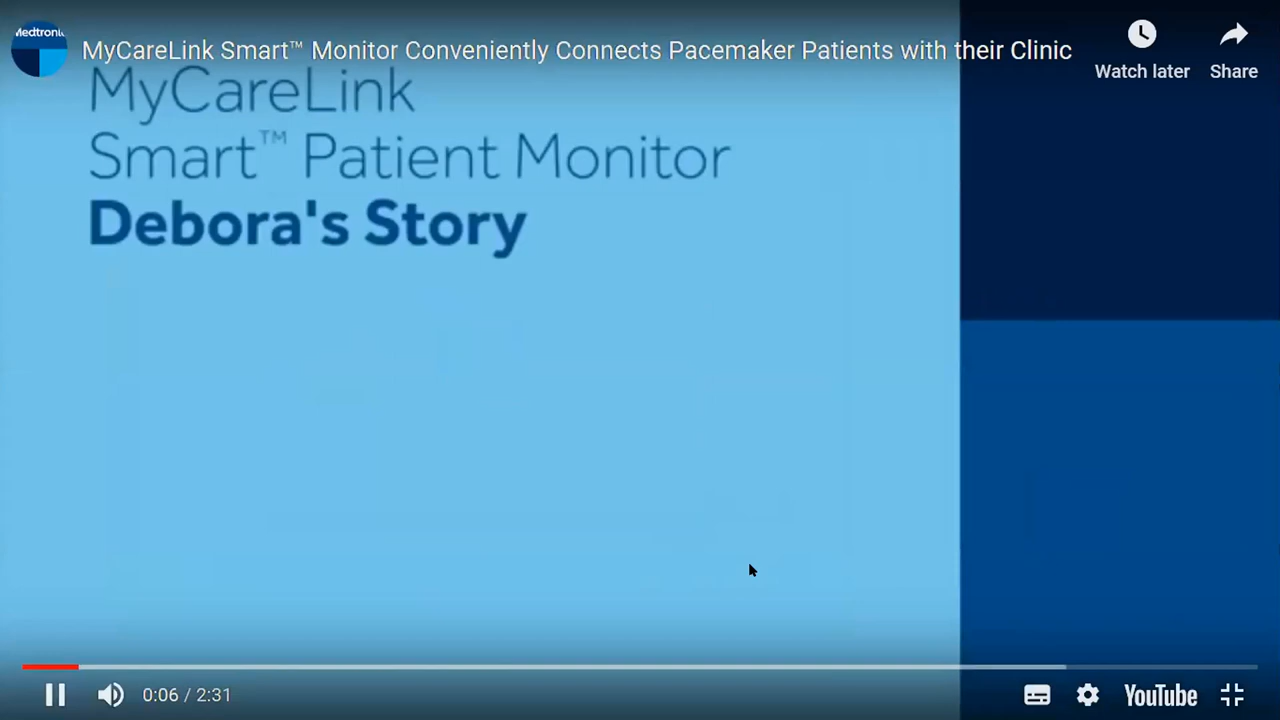 Medtronic
MyCareLink Smart™ Monitor Conveniently Connects Pacemaker Patients with their Clinic
Watch later
Share
MyCareLink
Smart™ Patient Monitor
Debora's Story
0:06 / 2:31
YouTube